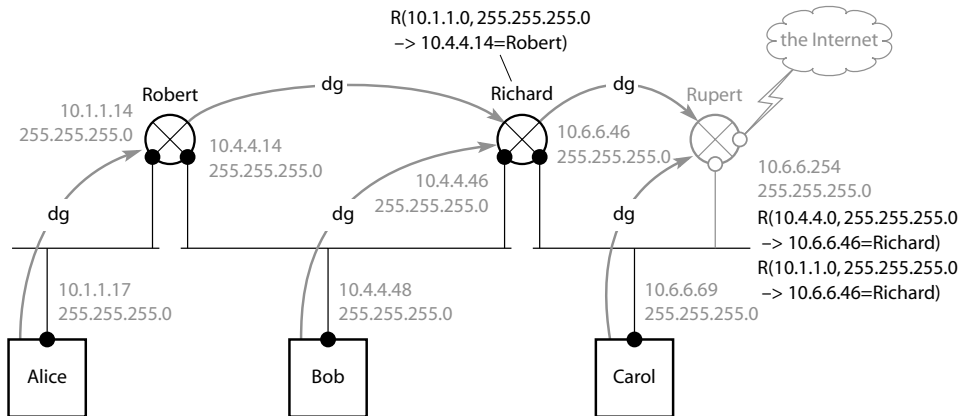 R(10.1.1.0, 255.255.255.0
–> 10.4.4.14=Robert)
the Internet
dg
Robert
Richard
dg
Rupert
10.1.1.14
255.255.255.0
10.4.4.14
255.255.255.0
10.6.6.46
255.255.255.0
10.4.4.46
255.255.255.0
10.6.6.254
255.255.255.0
dg
dg
dg
R(10.4.4.0, 255.255.255.0
–> 10.6.6.46=Richard)
R(10.1.1.0, 255.255.255.0
–> 10.6.6.46=Richard)
10.1.1.17
255.255.255.0
10.4.4.48
255.255.255.0
10.6.6.69
255.255.255.0
Alice
Bob
Carol